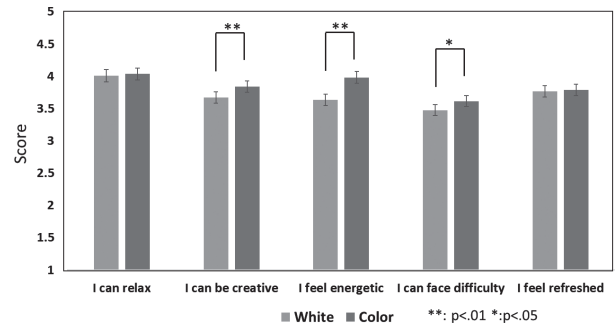 5
4.5
4
3.5
3
2.5
2
1.5
1
Score
**
**
*
I can relax
I can be creative
I feel energetic
I can face difficulty
I feel refreshed
White
Color
**: p<.01 *:p<.05